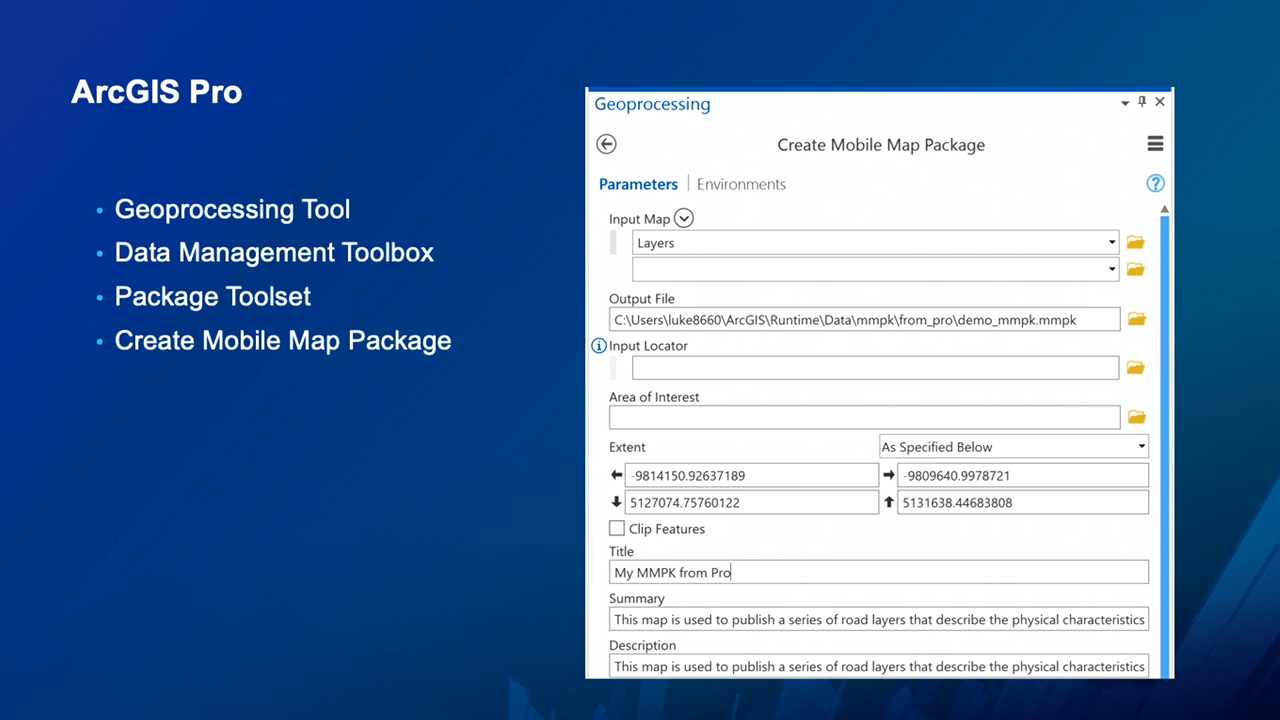 ArcGIS Pro
• Geoprocessing Tool
• Data Management Toolbox
• Package Toolset
• Create Mobile Map Package
Geoprocessing
Create Mobile Map Package
Parameters | Environments
Input Map
Layers
Output File
C:\Users\luke8660\ArcGIS\Runtime\Data\mmpk\from_pro\demo_mmpk.mmpk
Input Locator
Area of Interest
Extent As Specified Below
-9814150.92637189 -9809640.9978721
5127074.75760122 5131638.44683808
Clip Features
Title
My MMPK from Pro
Summary
This map is used to publish a series of road layers that describe the physical characteristics
Description
This map is used to publish a series of road layers that describe the physical characteristics